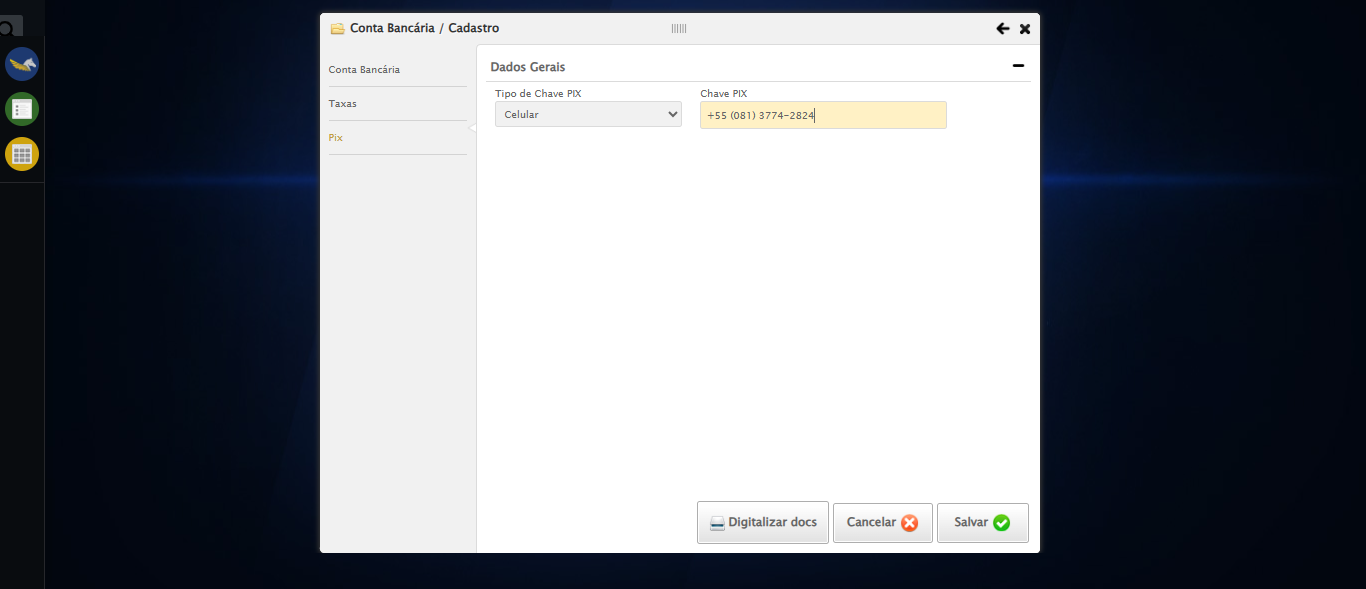 Conta Bancária / Cadastro
Conta Bancária
Taxas
Pix
Dados Gerais
Tipo de Chave PIX
Chave PIX
Celular
+55 (081) 3774-2824
Digitalizar docs
Cancelar
Salvar